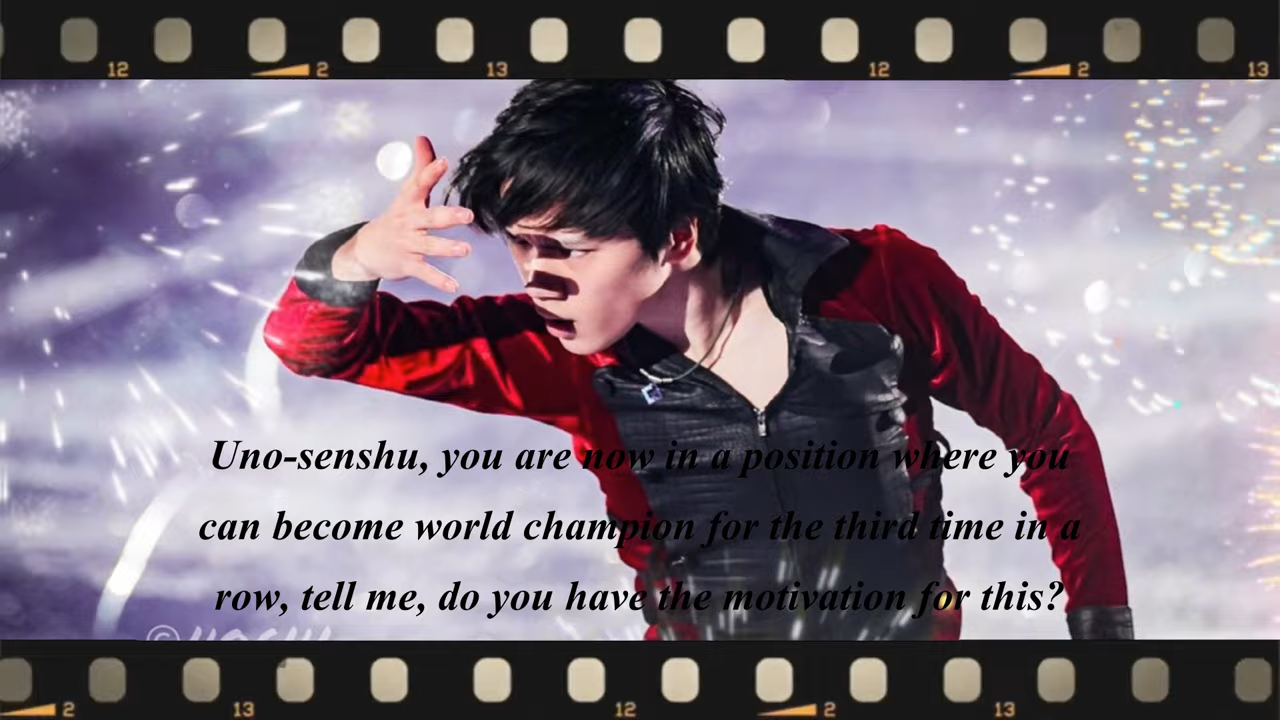 12 2 13 12 2 13
Uno-senshu, you are now in a position where you
can become world champion for the third time in a
row, tell me, do you have the motivation for this?
2 13 12 2 13